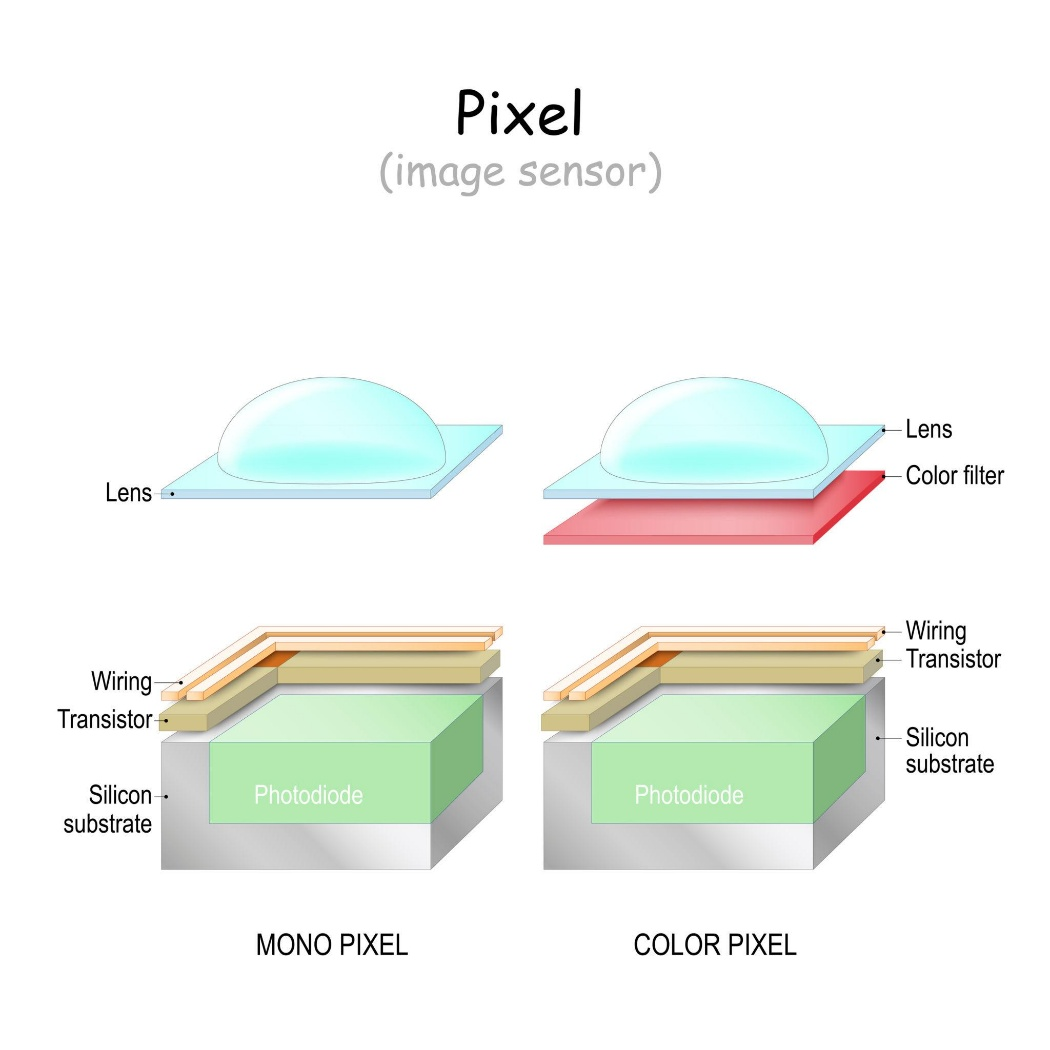 Pixel
(image sensor)
Lens
Wiring
Transistor
Silicon
substrate
Photodiode
MONO PIXEL
Lens
Color filter
Wiring
Transistor
Silicon
substrate
Photodiode
COLOR PIXEL